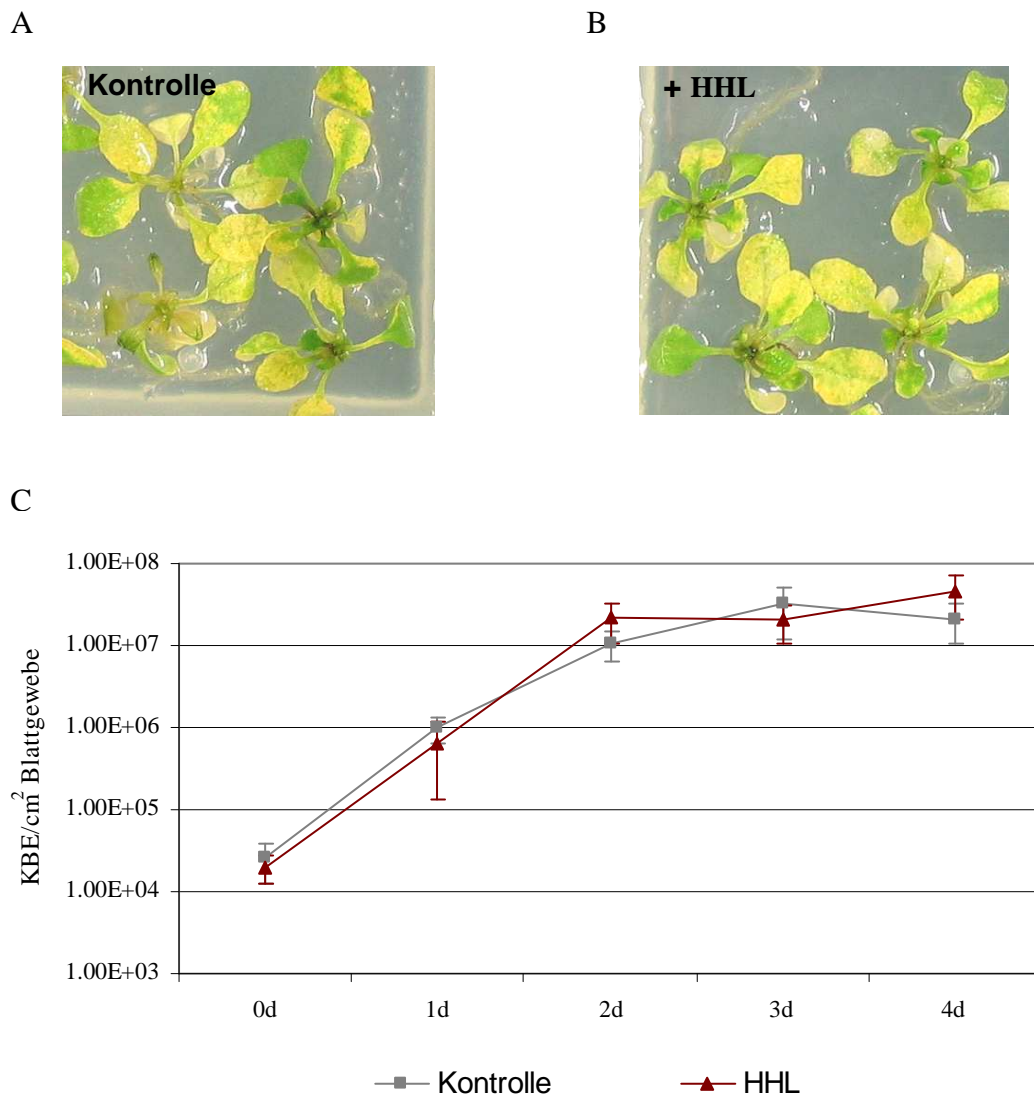 A
B
Kontrolle
+ HHL
C
1.00E+08
1.00E+07
1.00E+06
1.00E+05
1.00E+04
1.00E+03
KBE/cm² Blattgewebe
0d
1d
2d
3d
4d
Kontrolle
HHL